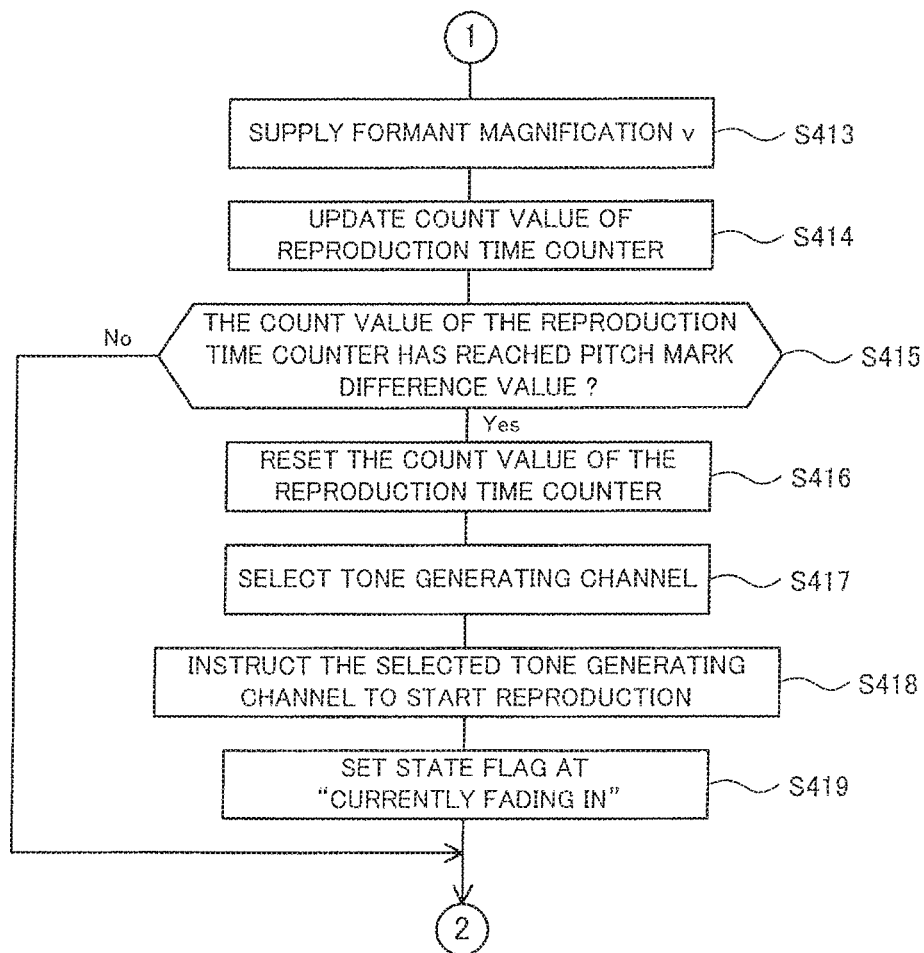 1
SUPPLY FORMANT MAGNIFICATION v
S413
UPDATE COUNT VALUE OF
REPRODUCTION TIME COUNTER
S414
THE COUNT VALUE OF THE REPRODUCTION
TIME COUNTER HAS REACHED PITCH MARK
DIFFERENCE VALUE ?
S415
No
Yes
RESET THE COUNT VALUE OF THE
REPRODUCTION TIME COUNTER
S416
SELECT TONE GENERATING CHANNEL
S417
INSTRUCT THE SELECTED TONE GENERATING
CHANNEL TO START REPRODUCTION
S418
SET STATE FLAG AT
“CURRENTLY FADING IN”
S419
2